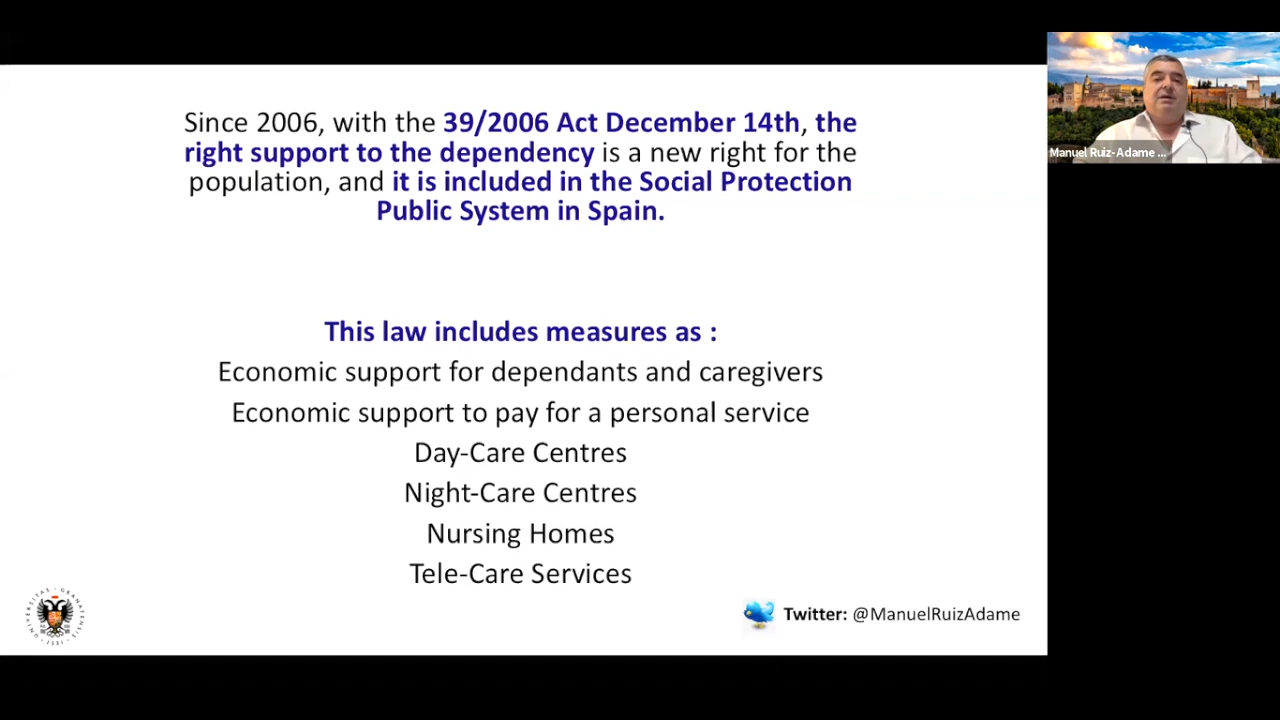 Since 2006, with the 39/2006 Act December 14th, the
right support to the dependency is a new right for the
population, and it is included in the Social Protection
Public System in Spain.
This law includes measures as :
Economic support for dependants and caregivers
Economic support to pay for a personal service
Day-Care Centres
Night-Care Centres
Nursing Homes
Tele-Care Services
Twitter: @ManuelRuizAdame
Manuel Ruiz-Adame ...
UNIVERSITAS GRANATENSIS
1531